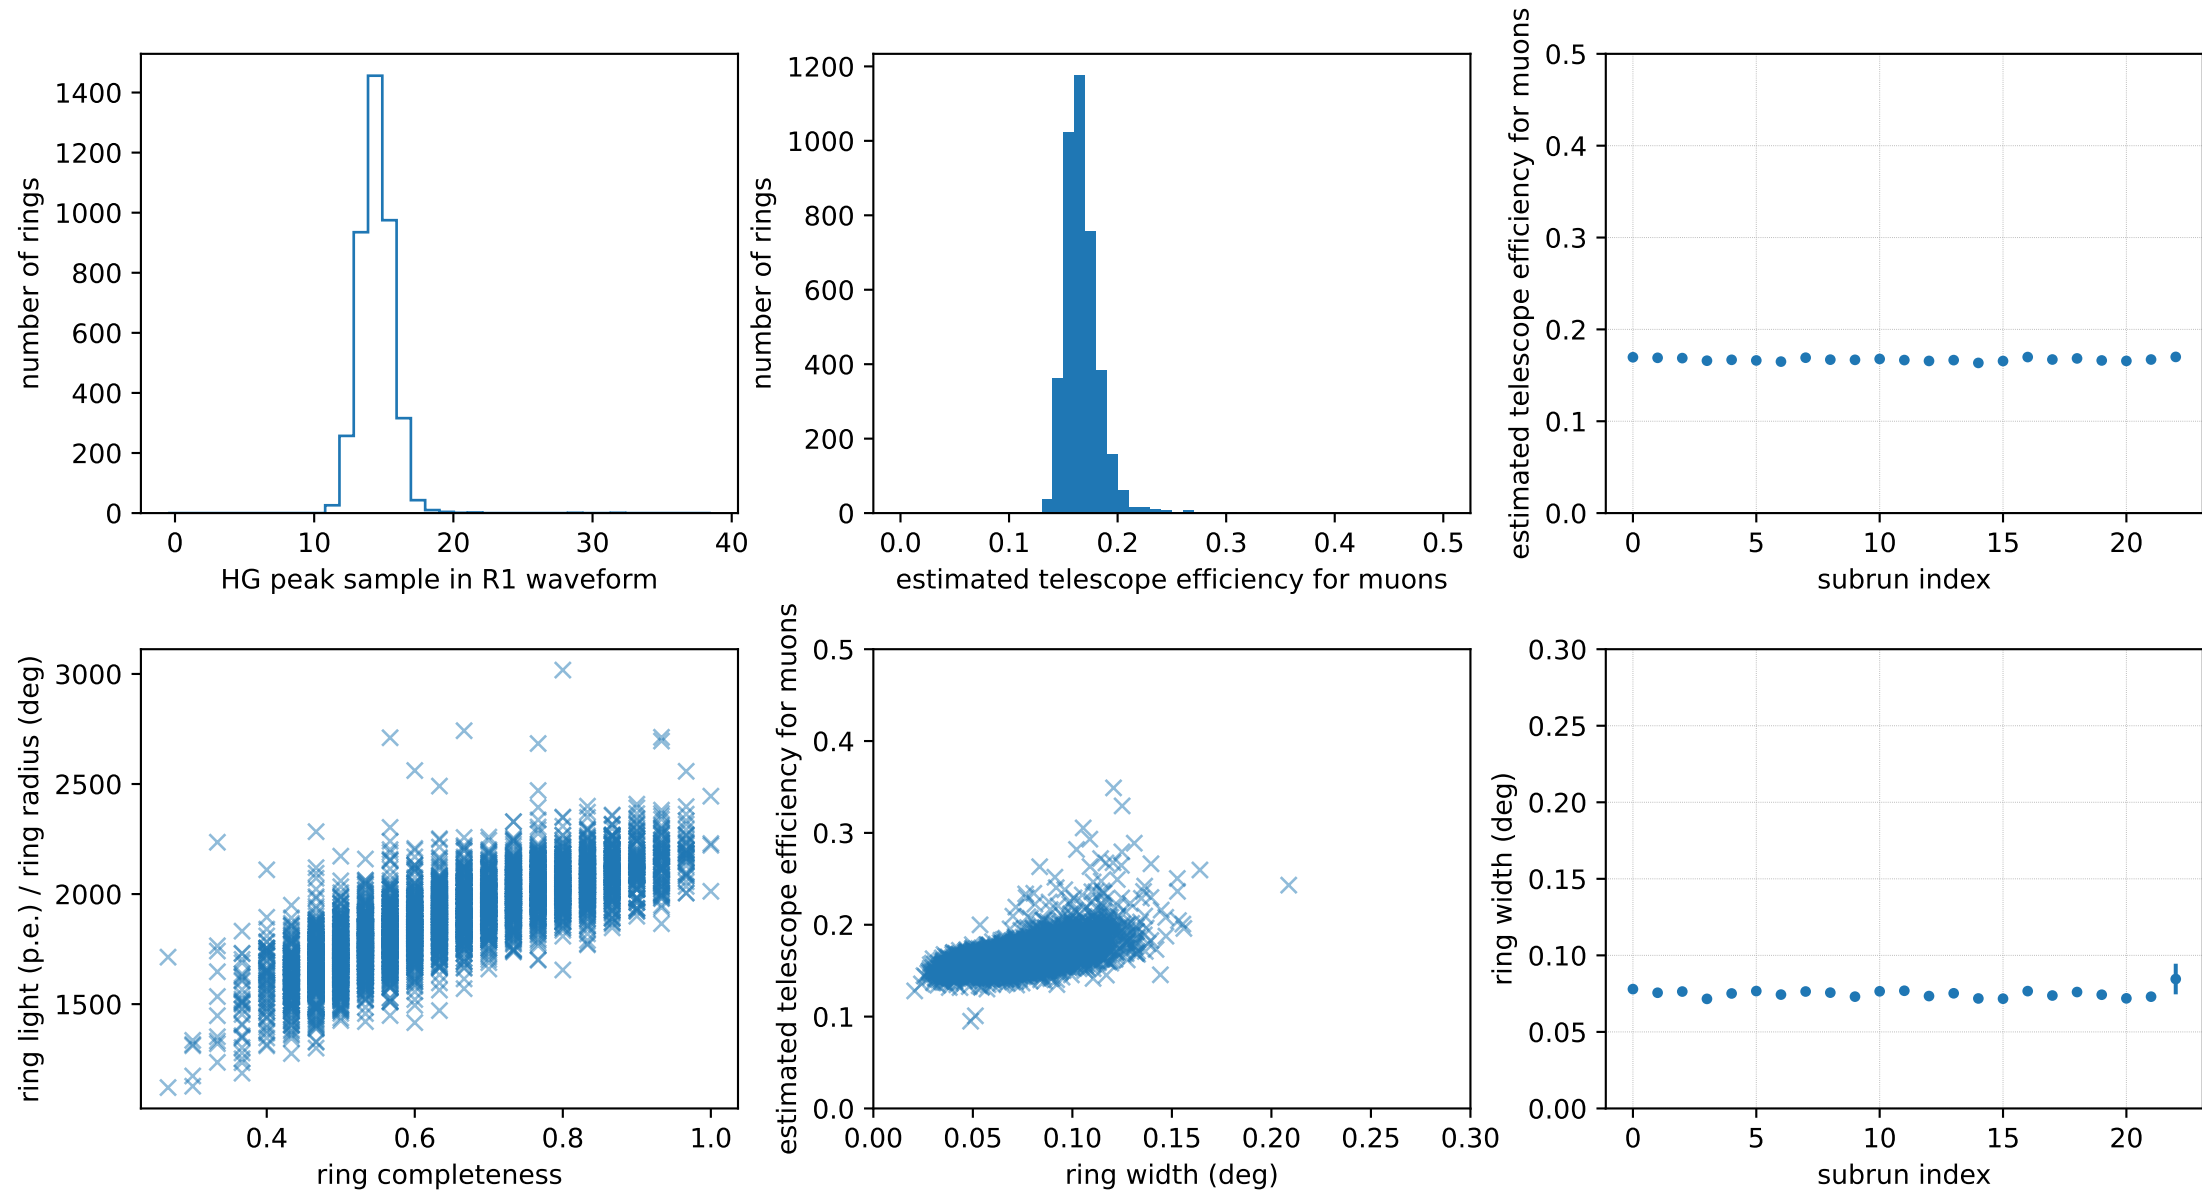 number of rings
1400
1200
1000
800
600
400
200
0
0 10 20 30 40
HG peak sample in R1 waveform
number of rings
1200
1000
800
600
400
200
0
0.0 0.1 0.2 0.3 0.4 0.5
estimated telescope efficiency for muons
estimated telescope efficiency for muons
0.5
0.4
0.3
0.2
0.1
0.0
0 5 10 15 20
subrun index
ring light (p.e.) / ring radius (deg)
3000
2500
2000
1500
0.4 0.6 0.8 1.0
ring completeness
estimated telescope efficiency for muons
0.5
0.4
0.3
0.2
0.1
0.0
0.00 0.05 0.10 0.15 0.20 0.25 0.30
ring width (deg)
ring width (deg)
0.30
0.25
0.20
0.15
0.10
0.05
0.00
0 5 10 15 20
subrun index